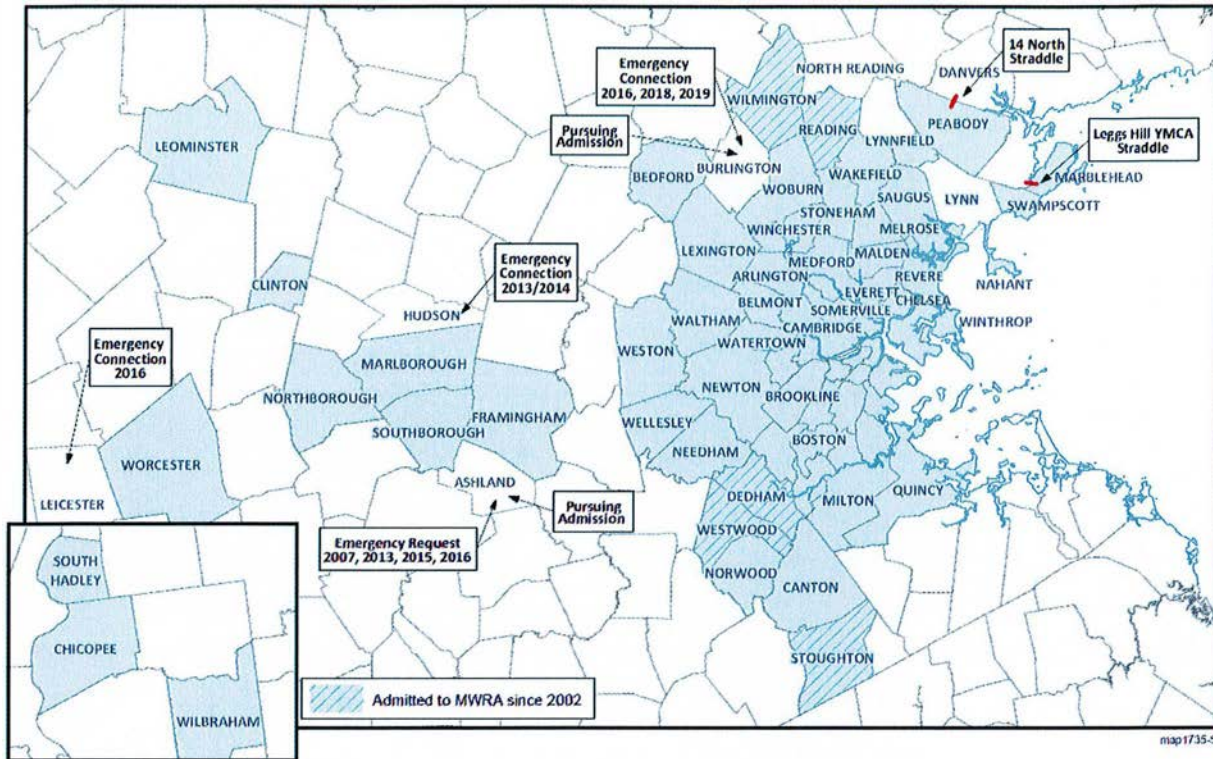 14 North
Straddle
Emergency
Connection
2016, 2018, 2019
NORTH READING
DANVERS
WILMINGTON
LEOMINSTER
Pursuing
Admission
READING
LYNNFIELD
PEABODY
Leggs Hill YMCA
Straddle
BEDFORD
BURLINGTON
WOBURN
WAKEFIELD
SAUGUS
LYNN
MARBLEHEAD
SWAMPSCOTT
STONEHAM
WINCHESTER
MELROSE
LEXINGTON
MEDFORD
MALDEN
Emergency
Connection
2013/2014
CLINTON
ARLINGTON
REVERE
NAHANT
EVERETT
CHELSEA
BELMONT
SOMERVILLE
HUDSON
WALTHAM
CAMBRIDGE
WINTHROP
WATERTOWN
Emergency
Connection
2016
MARLBOROUGH
WESTON
NORTHBOROUGH
FRAMINGHAM
NEWTON
BROOKLINE
SOUTHBOROUGH
WELLESLEY
BOSTON
NEEDHAM
WORCESTER
ASHLAND
LEICESTER
Pursuing
Admission
DEDHAM
MILTON
QUINCY
WESTWOOD
Emergency Request
2007, 2013, 2015, 2016
NORWOOD
CANTON
SOUTH
HADLEY
CHICOPEE
STOUGHTON
WILBRAHAM
Admitted to MWRA since 2002